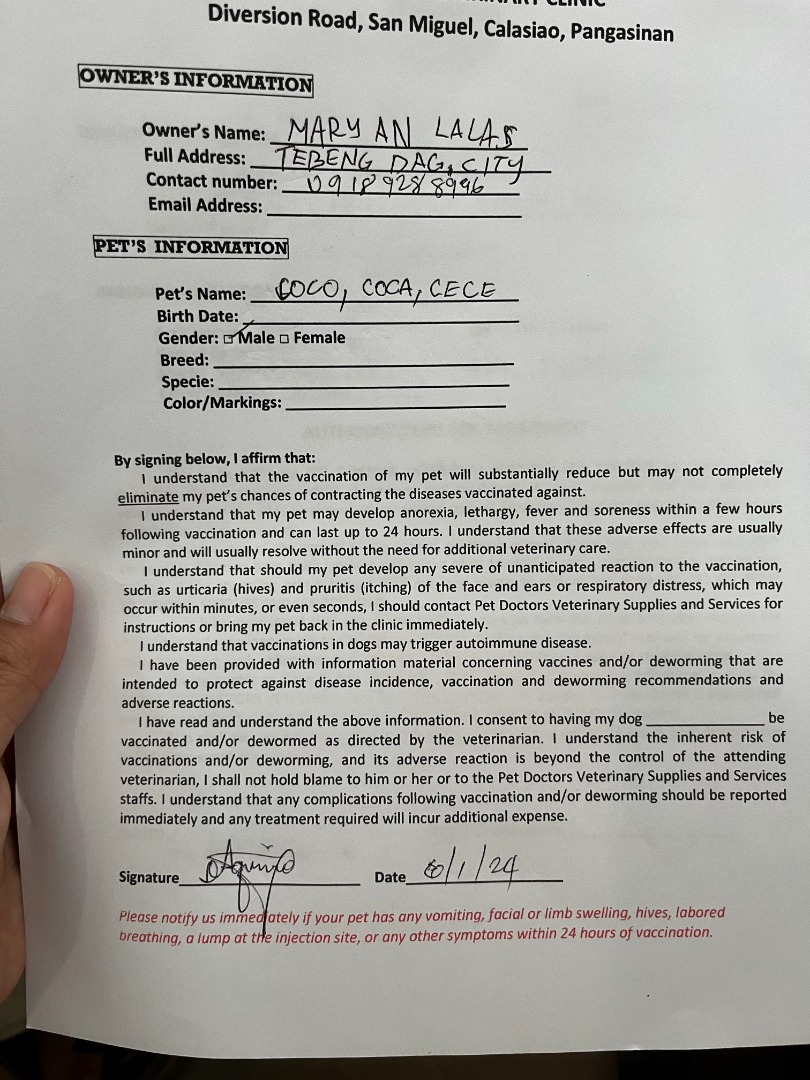 Diversion Road, San Miguel, Calasiao, Pangasinan
OWNER'S INFORMATION
Owner's Name: MARY AN LALAS
Full Address: TEBENG DAG. CITY
Contact number: 0918 928 8996
Email Address:
PET'S INFORMATION
Pet's Name: COCO, COCA, CECE
Birth Date:
Gender: ☑ Male □ Female
Breed:
Specie:
Color/Markings:
By signing below, I affirm that:
I understand that the vaccination of my pet will substantially reduce but may not completely
eliminate my pet's chances of contracting the diseases vaccinated against.
I understand that my pet may develop anorexia, lethargy, fever and soreness within a few hours
following vaccination and can last up to 24 hours. I understand that these adverse effects are usually
minor and will usually resolve without the need for additional veterinary care.
I understand that should my pet develop any severe of unanticipated reaction to the vaccination,
such as urticaria (hives) and pruritis (itching) of the face and ears or respiratory distress, which may
occur within minutes, or even seconds, I should contact Pet Doctors Veterinary Supplies and Services for
instructions or bring my pet back in the clinic immediately.
I understand that vaccinations in dogs may trigger autoimmune disease.
I have been provided with information material concerning vaccines and/or deworming that are
intended to protect against disease incidence, vaccination and deworming recommendations and
adverse reactions.
I have read and understand the above information. I consent to having my dog ____________ be
vaccinated and/or dewormed as directed by the veterinarian. I understand the inherent risk of
vaccinations and/or deworming, and its adverse reaction is beyond the control of the attending
veterinarian, I shall not hold blame to him or her or to the Pet Doctors Veterinary Supplies and Services
staffs. I understand that any complications following vaccination and/or deworming should be reported
immediately and any treatment required will incur additional expense.
Signature Date 6/1/24
Please notify us immediately if your pet has any vomiting, facial or limb swelling, hives, labored
breathing, a lump at the injection site, or any other symptoms within 24 hours of vaccination.